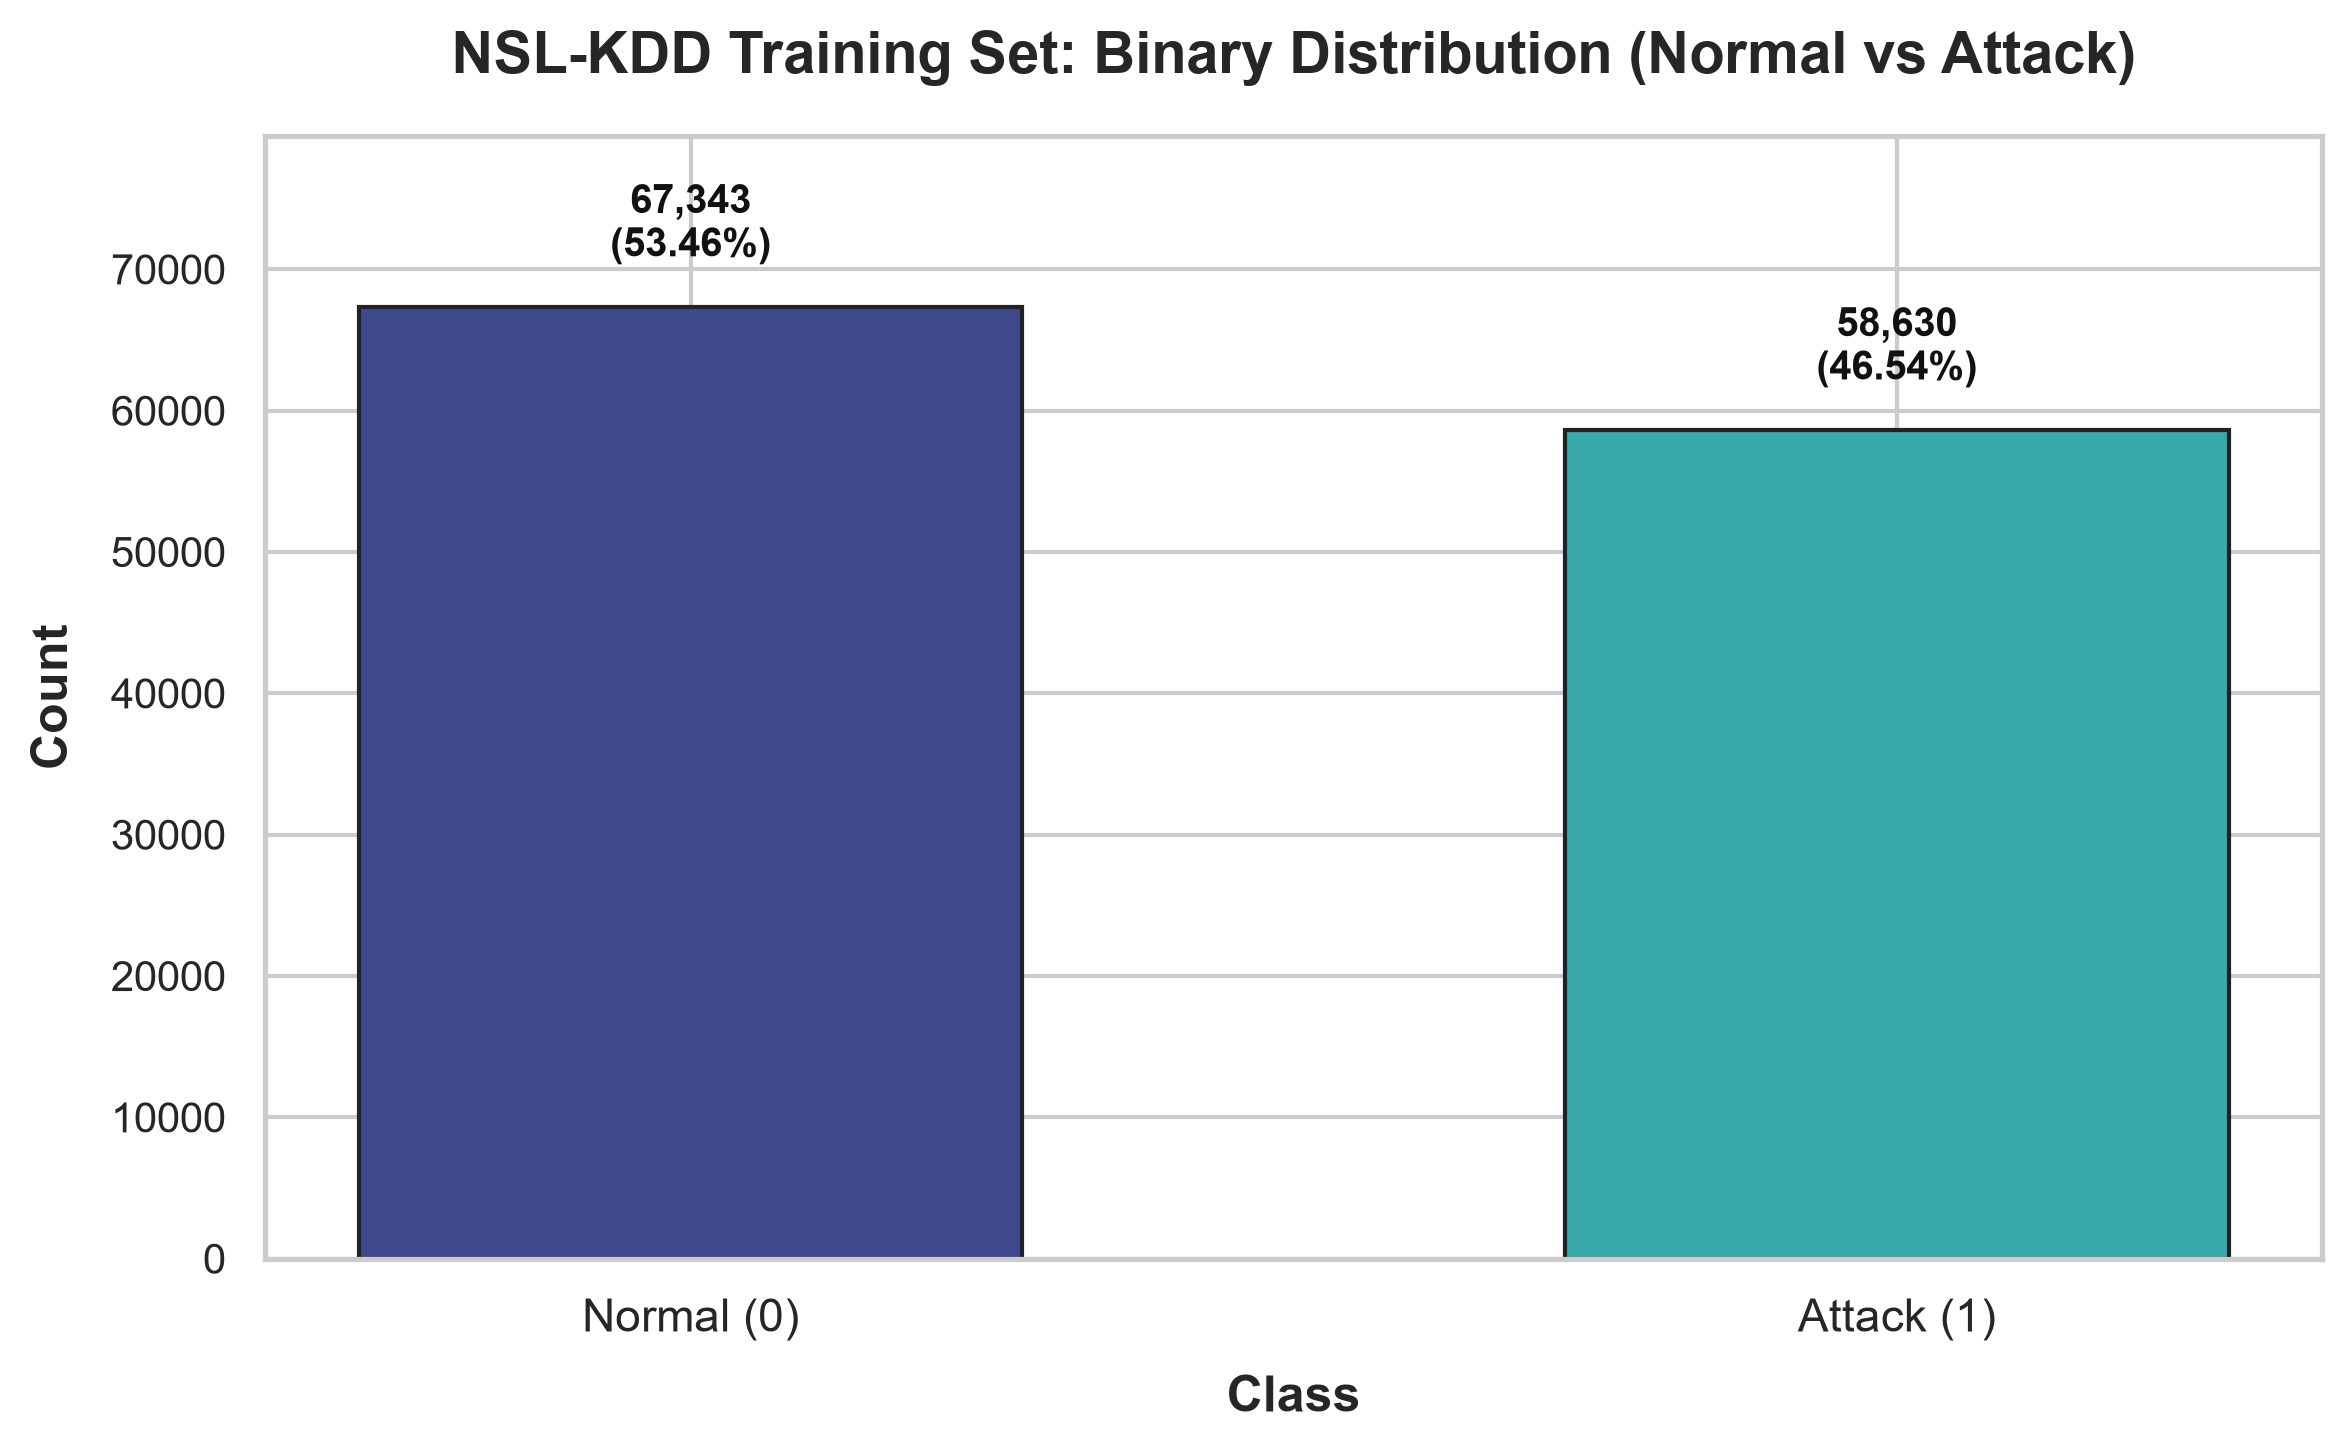 NSL-KDD Training Set: Binary Distribution (Normal vs Attack)
67,343
(53.46%)
58,630
(46.54%)
70000
60000
50000
40000
30000
20000
10000
0
Count
Normal (0)
Attack (1)
Class